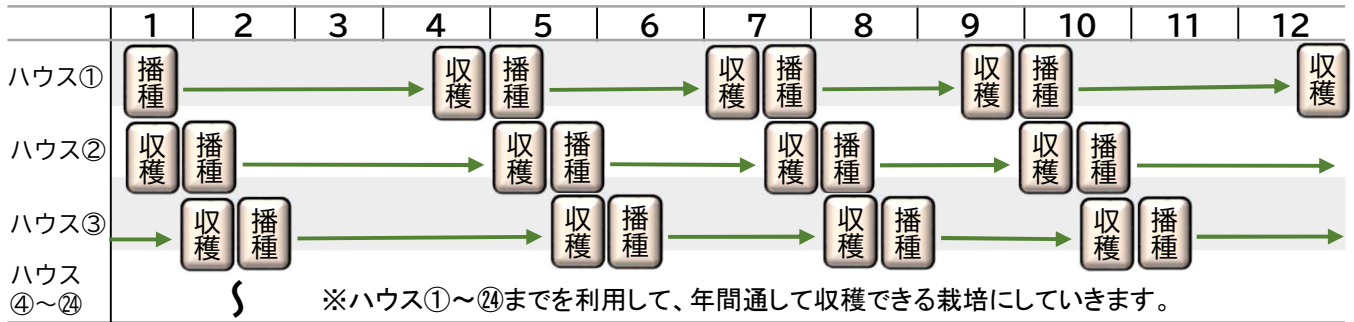 1 2 3 4 5 6 7 8 9 10 11 12
ハウス① 播種 収穫 播種 収穫 播種 収穫 播種 収穫
ハウス② 収穫 播種 収穫 播種 収穫 播種 収穫 播種
ハウス③ 収穫 播種 収穫 播種 収穫 播種 収穫 播種
ハウス
④～㉔
※ハウス①～㉔までを利用して、年間通して収穫できる栽培にしていきます。